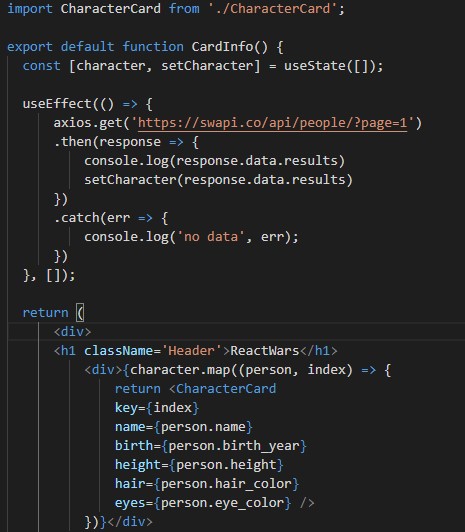 import CharacterCard from './CharacterCard';
export default function CardInfo() {
const [character, setCharacter] = useState([]);
useEffect(() => {
axios.get('https://swapi.co/api/people/?page=1')
.then(response => {
console.log(response.data.results)
setCharacter(response.data.results)
})
.catch(err => {
console.log('no data', err);
})
}, []);
return (
<div>
<h1 className='Header'>ReactWars</h1>
<div>{character.map((person, index) => {
return <CharacterCard
key={index}
name={person.name}
birth={person.birth_year}
height={person.height}
hair={person.hair_color}
eyes={person.eye_color} />
})}</div>